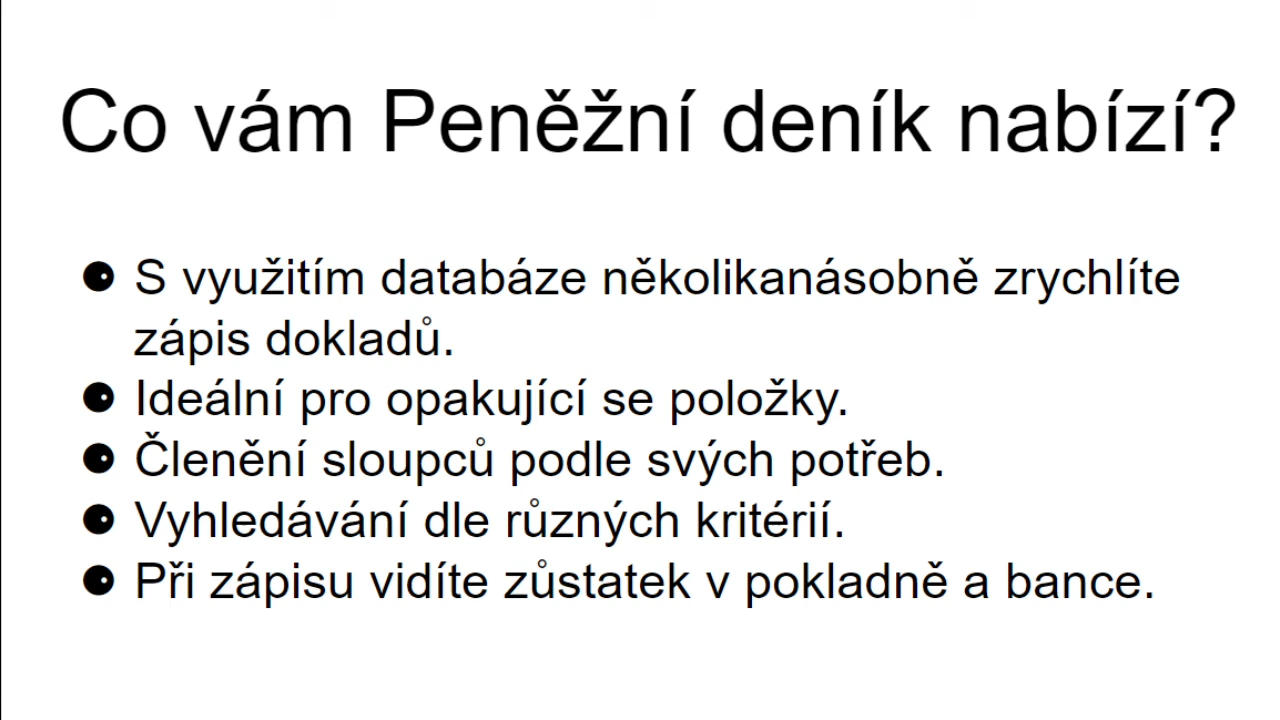 Co vám Peněžní deník nabízí?
⚈ S využitím databáze několikanásobně zrychlíte
zápis dokladů.
⚈ Ideální pro opakující se položky.
⚈ Členění sloupců podle svých potřeb.
⚈ Vyhledávání dle různých kritérií.
⚈ Při zápisu vidíte zůstatek v pokladně a bance.